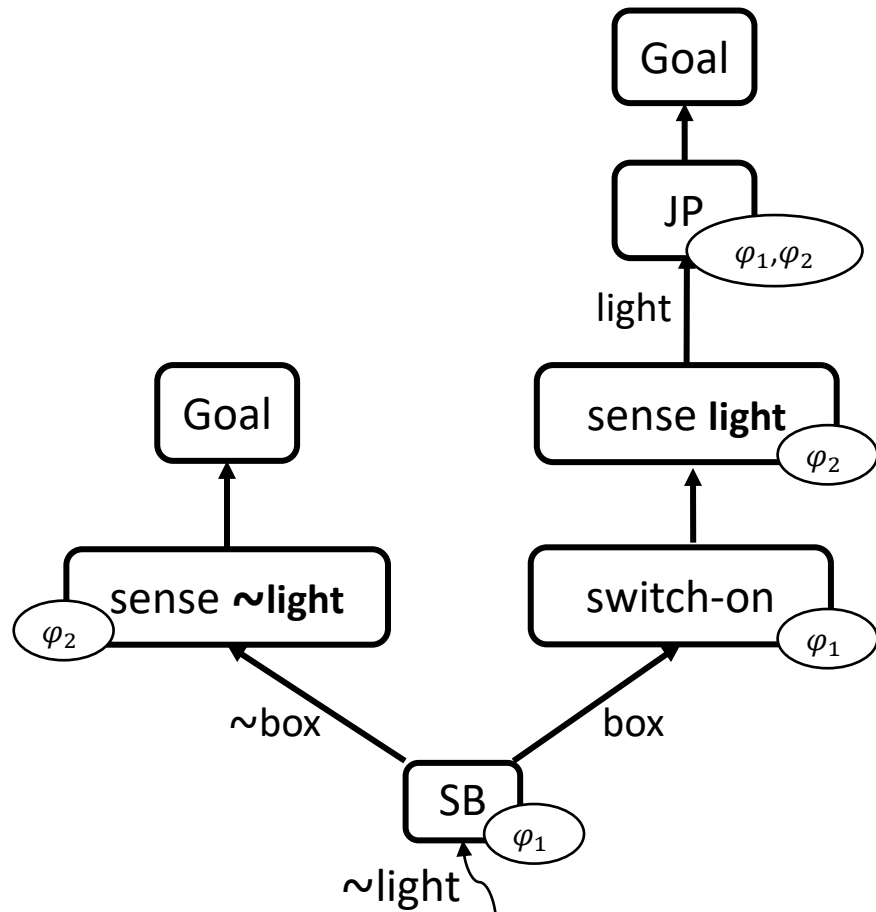 Goal
JP
φ₁,φ₂
light
Goal
sense light
φ₂
sense ~light
φ₂
switch-on
φ₁
~box
box
SB
φ₁
~light